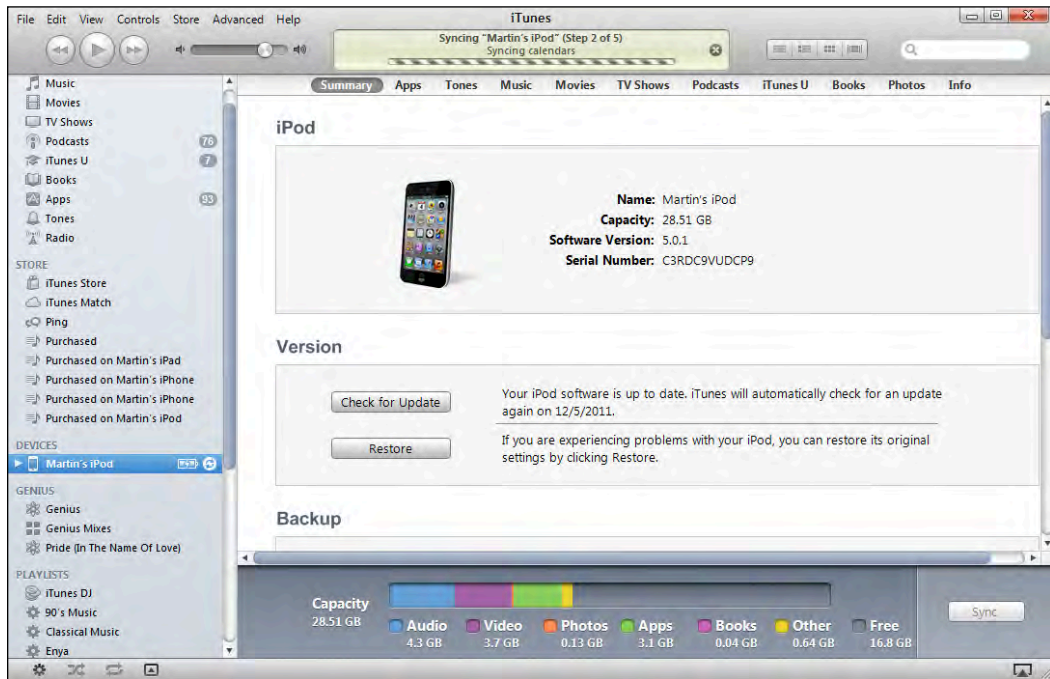 File Edit View Controls Store Advanced Help
iTunes
Syncing "Martin's iPod" (Step 2 of 5)
Syncing calendars
Music
Movies
TV Shows
Podcasts 76
iTunes U 7
Books
Apps 93
Tones
Radio
STORE
iTunes Store
iTunes Match
Ping
Purchased
Purchased on Martin's iPad
Purchased on Martin's iPhone
Purchased on Martin's iPhone
Purchased on Martin's iPod
DEVICES
Martin's iPod
GENIUS
Genius
Genius Mixes
Pride (In The Name Of Love)
PLAYLISTS
iTunes DJ
90's Music
Classical Music
Enya
Summary Apps Tones Music Movies TV Shows Podcasts iTunes U Books Photos Info
iPod
Name: Martin's iPod
Capacity: 28.51 GB
Software Version: 5.0.1
Serial Number: C3RDC9VUDCP9
Version
Check for Update
Your iPod software is up to date. iTunes will automatically check for an update
again on 12/5/2011.
Restore
If you are experiencing problems with your iPod, you can restore its original
settings by clicking Restore.
Backup
Capacity
28.51 GB
Audio Video Photos Apps Books Other Free
4.3 GB 3.7 GB 0.13 GB 3.1 GB 0.04 GB 0.64 GB 16.8 GB
Sync